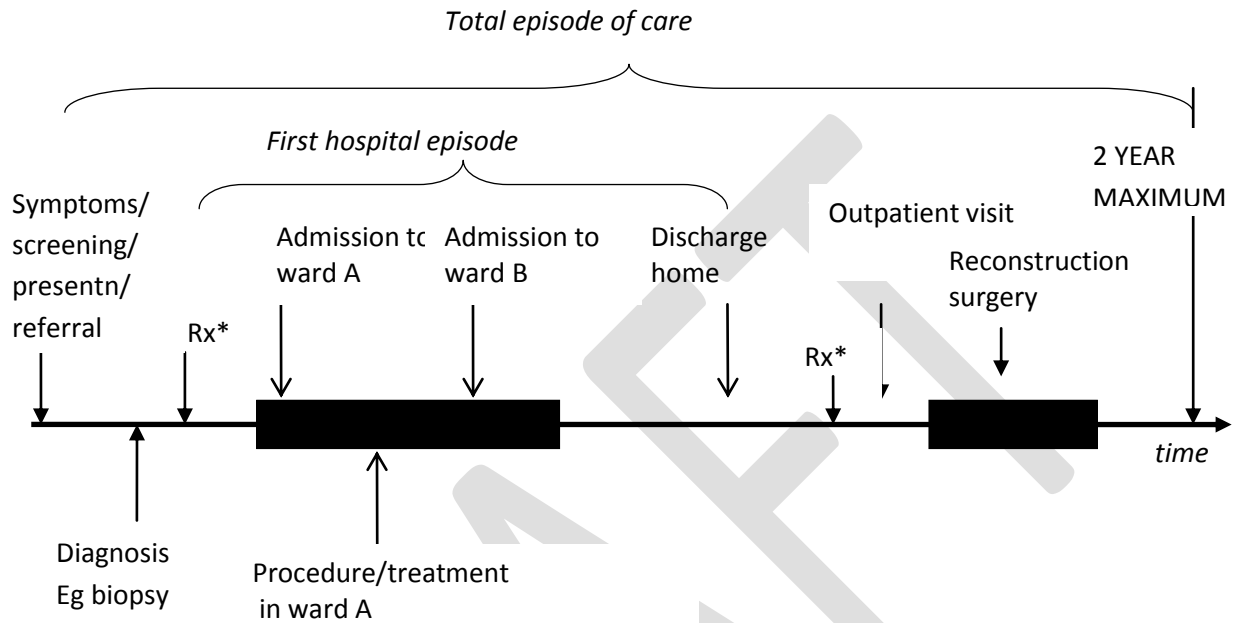 Total episode of care
First hospital episode
2 YEAR
MAXIMUM
Symptoms/
screening/
presentn/
referral
Admission to
ward A
Admission to
ward B
Discharge
home
Outpatient visit
Reconstruction
surgery
Rx*
Rx*
time
Diagnosis
Eg biopsy
Procedure/treatment
in ward A